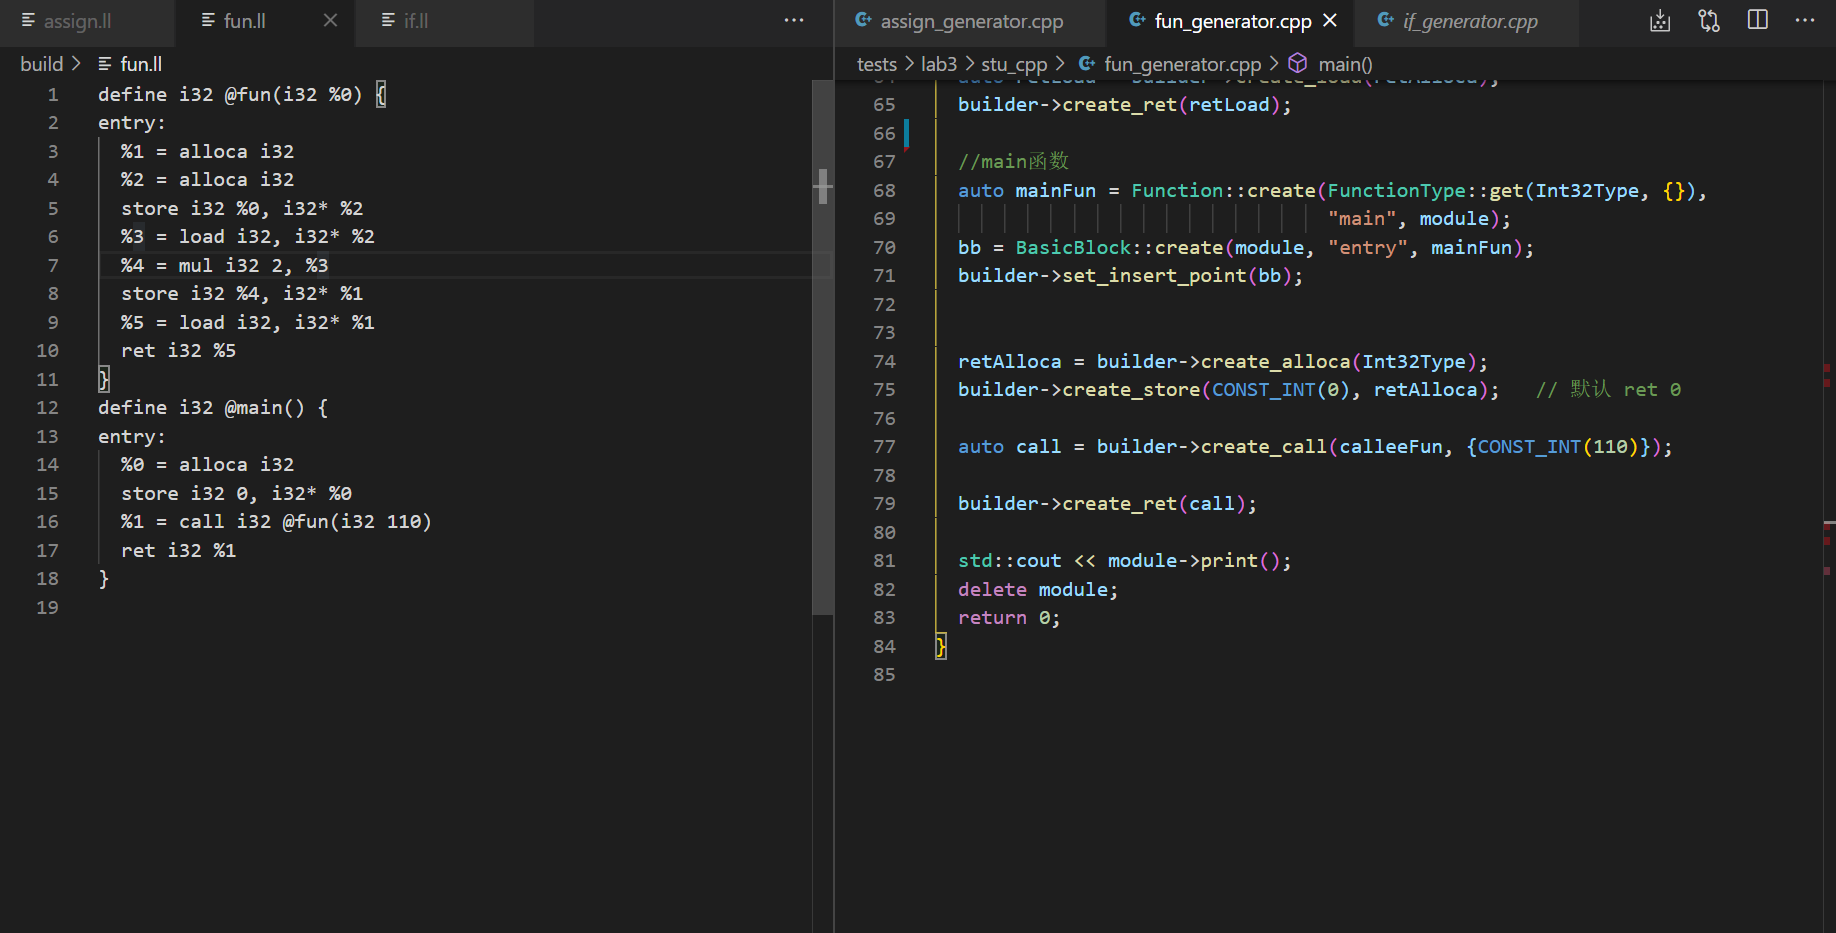 assign.ll
fun.ll
if.ll
build > fun.ll
1 define i32 @fun(i32 %0) {
2 entry:
3 %1 = alloca i32
4 %2 = alloca i32
5 store i32 %0, i32* %2
6 %3 = load i32, i32* %2
7 %4 = mul i32 2, %3
8 store i32 %4, i32* %1
9 %5 = load i32, i32* %1
10 ret i32 %5
11 }
12 define i32 @main() {
13 entry:
14 %0 = alloca i32
15 store i32 0, i32* %0
16 %1 = call i32 @fun(i32 110)
17 ret i32 %1
18 }
19
assign_generator.cpp
fun_generator.cpp
if_generator.cpp
tests > lab3 > stu_cpp > fun_generator.cpp > main()
64 auto retLoad = builder->create_load(retAlloca);
65 builder->create_ret(retLoad);
66
67 //main函数
68 auto mainFun = Function::create(FunctionType::get(Int32Type, {}),
69 "main", module);
70 bb = BasicBlock::create(module, "entry", mainFun);
71 builder->set_insert_point(bb);
72
73
74 retAlloca = builder->create_alloca(Int32Type);
75 builder->create_store(CONST_INT(0), retAlloca); // 默认 ret 0
76
77 auto call = builder->create_call(calleeFun, {CONST_INT(110)});
78
79 builder->create_ret(call);
80
81 std::cout << module->print();
82 delete module;
83 return 0;
84 }
85